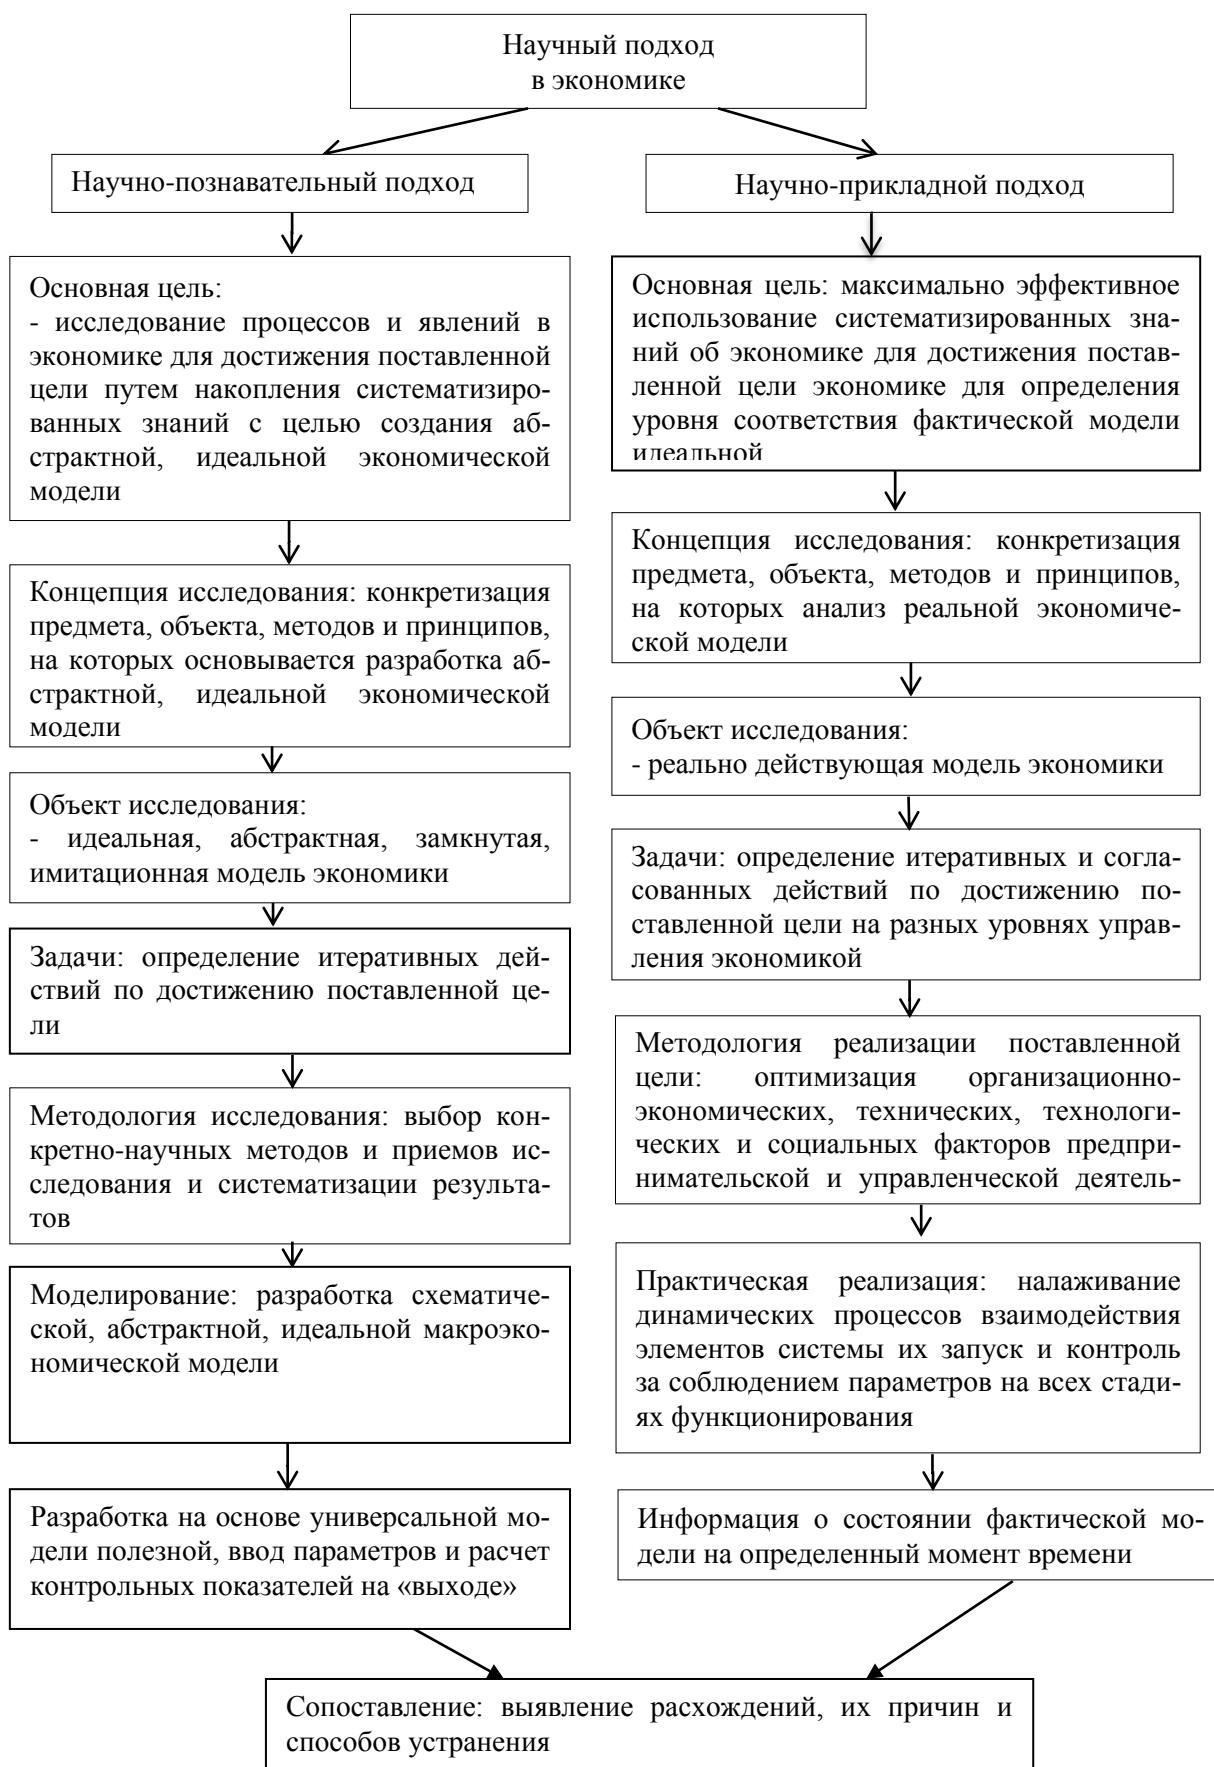 Научный подход
в экономике
Научно-познавательный подход
Основная цель:
- исследование процессов и явлений в
экономике для достижения поставленной
цели путем накопления систематизиро-
ванных знаний с целью создания аб-
страктной, идеальной экономической
модели
Концепция исследования: конкретизация
предмета, объекта, методов и принципов,
на которых основывается разработка аб-
страктной, идеальной экономической
модели
Объект исследования:
- идеальная, абстрактная, замкнутая,
имитационная модель экономики
Задачи: определение итеративных дей-
ствий по достижению поставленной це-
ли
Методология исследования: выбор кон-
кретно-научных методов и приемов ис-
следования и систематизации результа-
тов
Моделирование: разработка схематиче-
ской, абстрактной, идеальной макроэко-
номической модели
Разработка на основе универсальной мо-
дели полезной, ввод параметров и расчет
контрольных показателей на «выходе»
Научно-прикладной подход
Основная цель: максимально эффективное
использование систематизированных зна-
ний об экономике для достижения постав-
ленной цели экономике для определения
уровня соответствия фактической модели
идеальной
Концепция исследования: конкретизация
предмета, объекта, методов и принципов,
на которых анализ реальной экономиче-
ской модели
Объект исследования:
- реально действующая модель экономики
Задачи: определение итеративных и согла-
сованных действий по достижению по-
ставленной цели на разных уровнях управ-
ления экономикой
Методология реализации поставленной
цели: оптимизация организационно-
экономических, технических, технологи-
ческих и социальных факторов предпри-
нимательской и управленческой деятель-
Практическая реализация: налаживание
динамических процессов взаимодействия
элементов системы их запуск и контроль
за соблюдением параметров на всех стади-
ях функционирования
Информация о состоянии фактической мо-
дели на определенный момент времени
Сопоставление: выявление расхождений, их причин и
способов устранения